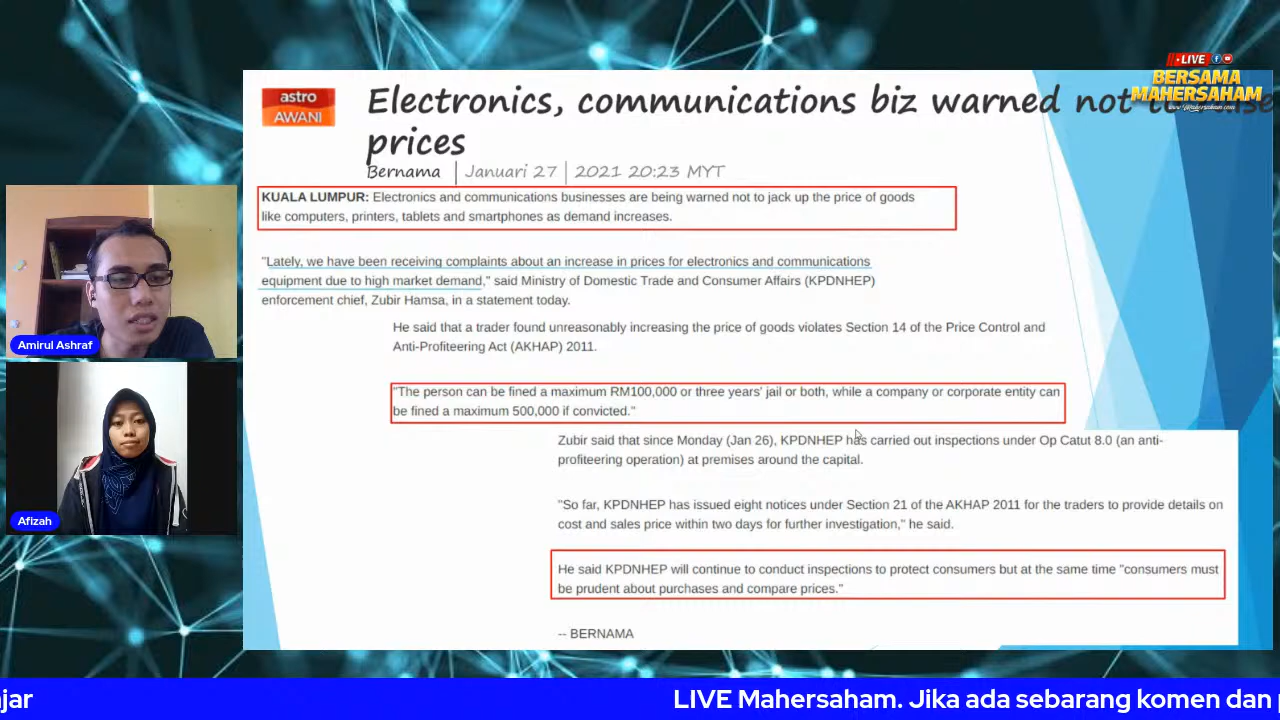 LIVE
BERSAMA
MAHERSAHAM
www.Mahersaham.com
astro
AWANI
Electronics, communications biz warned not
prices
Bernama | Januari 27 | 2021 20:23 MYT
KUALA LUMPUR: Electronics and communications businesses are being warned not to jack up the price of goods
like computers, printers, tablets and smartphones as demand increases.
"Lately, we have been receiving complaints about an increase in prices for electronics and communications
equipment due to high market demand," said Ministry of Domestic Trade and Consumer Affairs (KPDNHEP)
enforcement chief, Zubir Hamsa, in a statement today.
He said that a trader found unreasonably increasing the price of goods violates Section 14 of the Price Control and
Anti-Profiteering Act (AKHAP) 2011.
"The person can be fined a maximum RM100,000 or three years' jail or both, while a company or corporate entity can
be fined a maximum 500,000 if convicted."
Zubir said that since Monday (Jan 26), KPDNHEP has carried out inspections under Op Catut 8.0 (an anti-
profiteering operation) at premises around the capital.
"So far, KPDNHEP has issued eight notices under Section 21 of the AKHAP 2011 for the traders to provide details on
cost and sales price within two days for further investigation," he said.
He said KPDNHEP will continue to conduct inspections to protect consumers but at the same time "consumers must
be prudent about purchases and compare prices."
-- BERNAMA
Amirul Ashraf
Afizah
jar LIVE Mahersaham. Jika ada sebarang komen dan